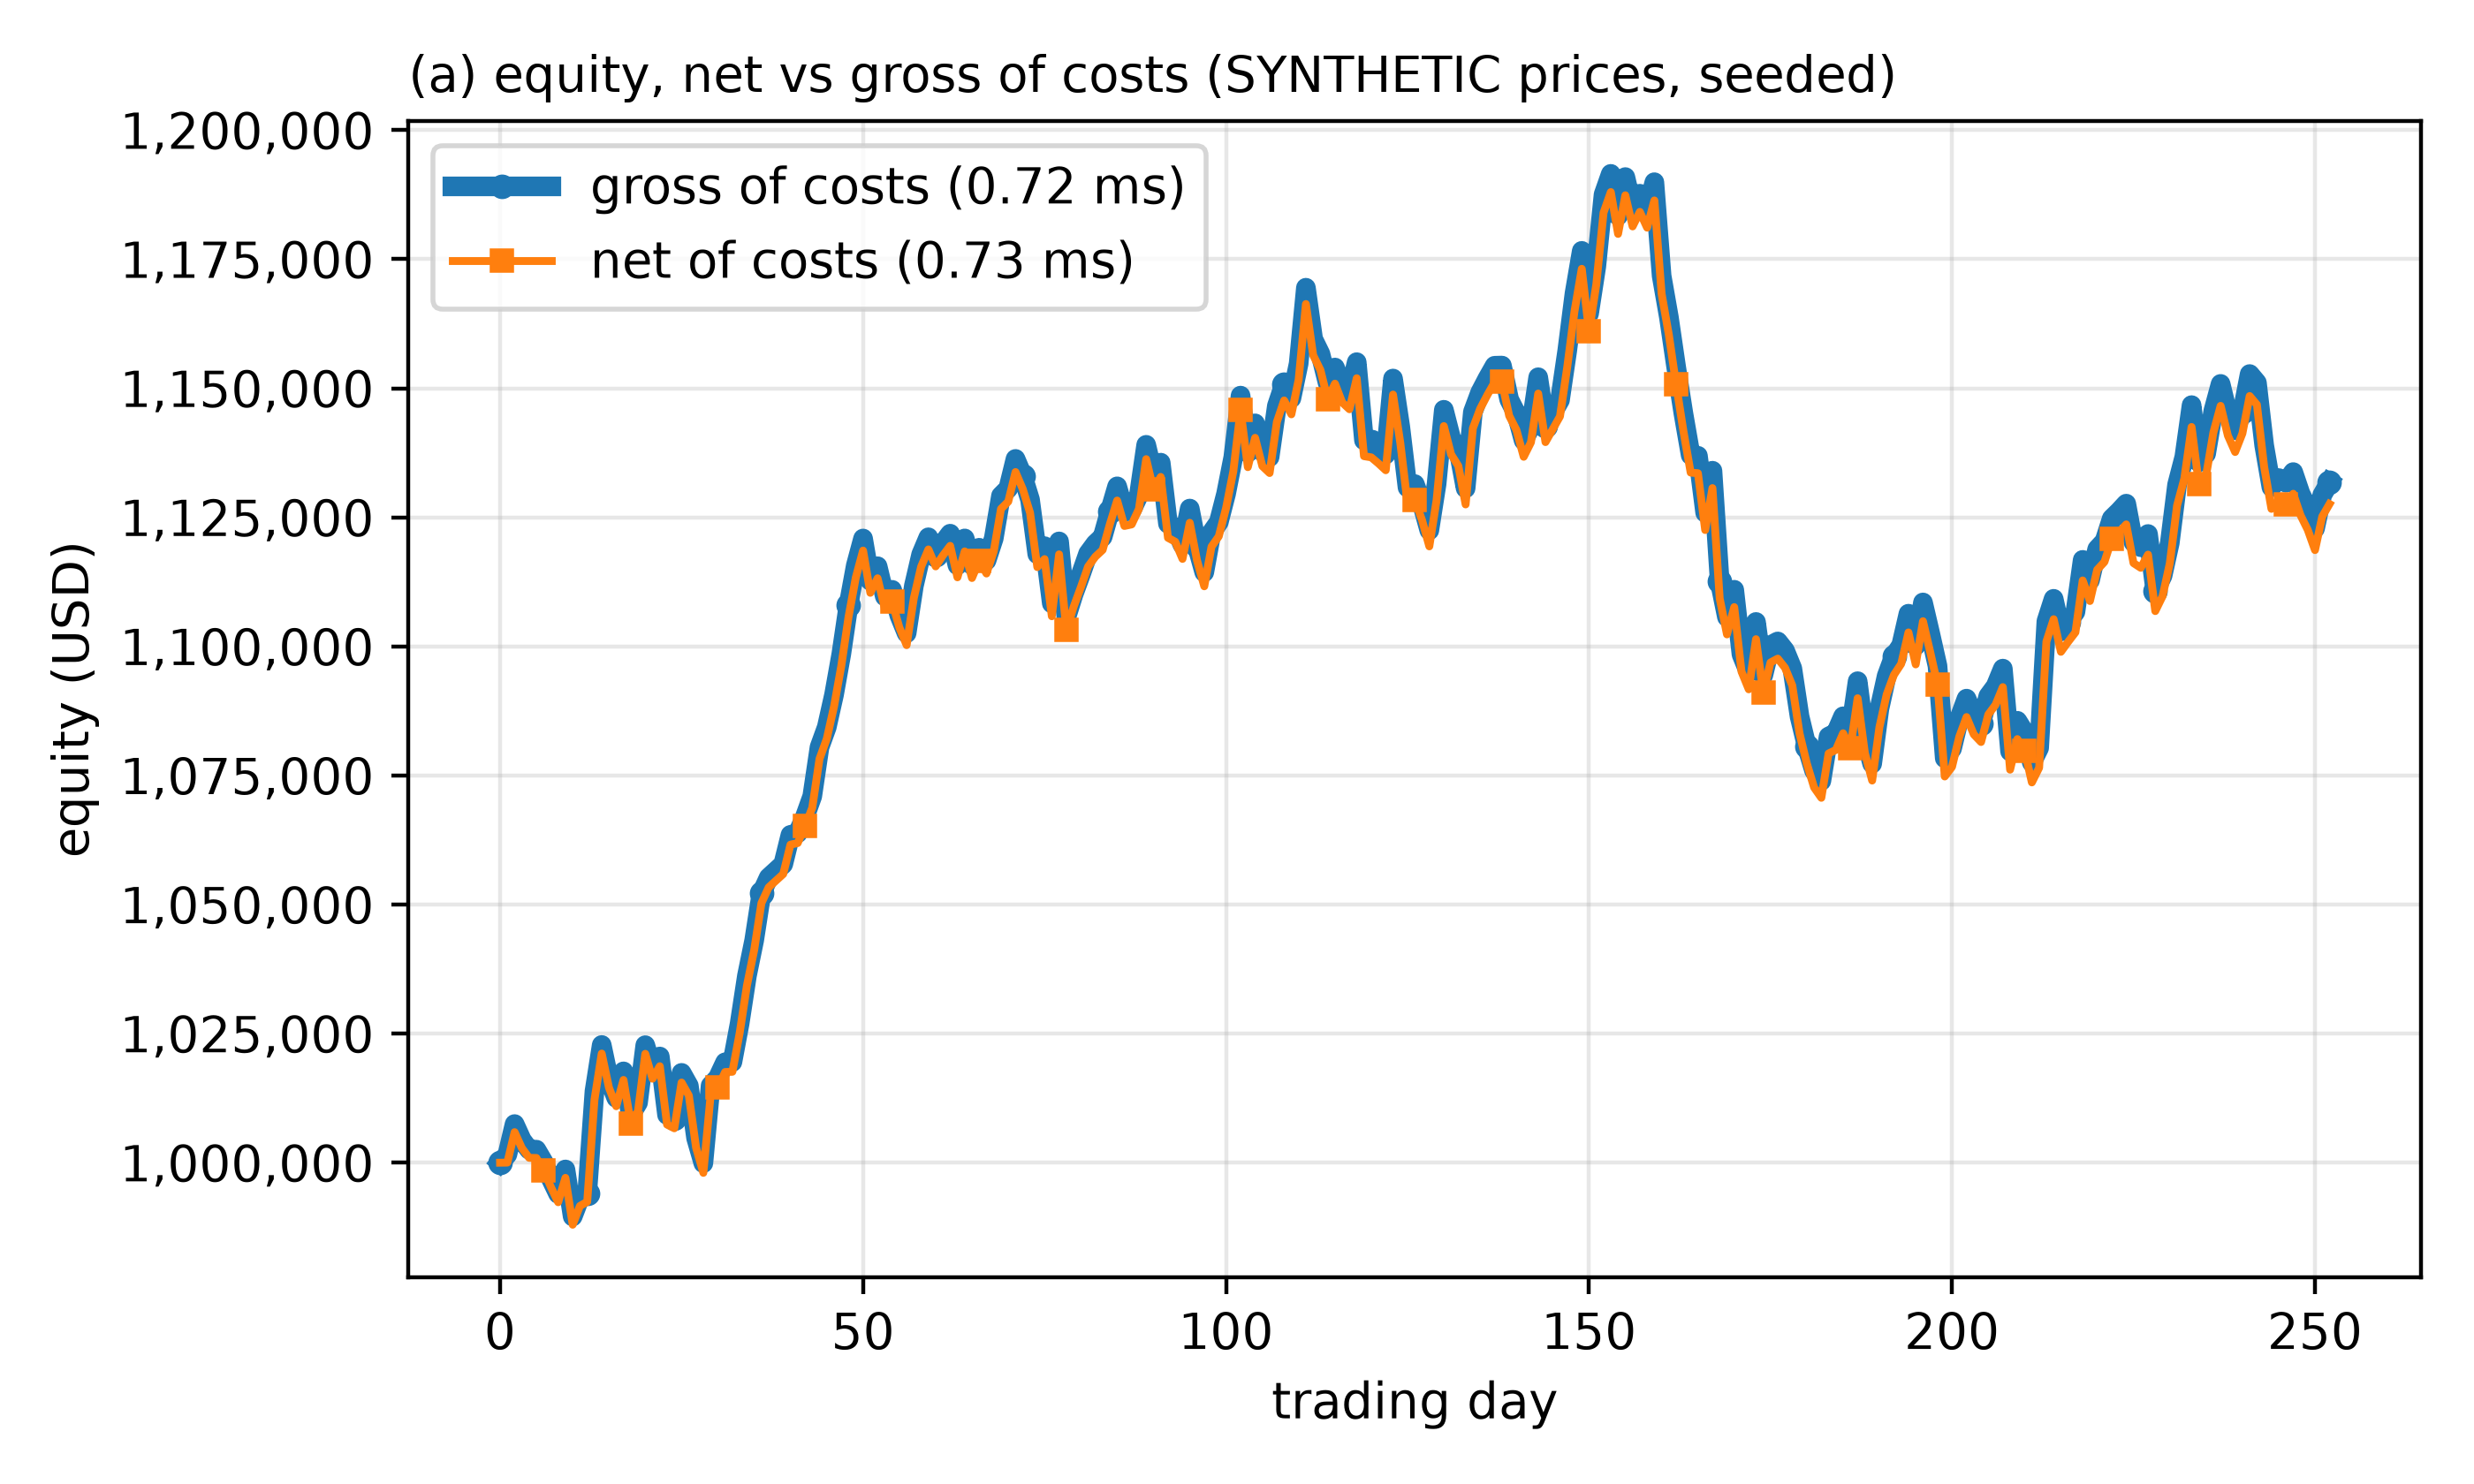 (a) equity, net vs gross of costs (SYNTHETIC prices, seeded)
gross of costs (0.72 ms)
net of costs (0.73 ms)
equity (USD)
1,200,000
1,175,000
1,150,000
1,125,000
1,100,000
1,075,000
1,050,000
1,025,000
1,000,000
0 50 100 150 200 250
trading day